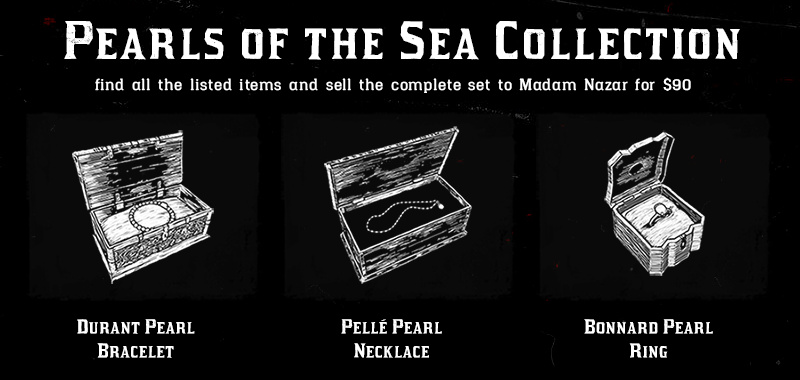 Pearls of the Sea Collection
find all the listed items and sell the complete set to Madam Nazar for $90
Durant Pearl
Bracelet
Pellé Pearl
Necklace
Bonnard Pearl
Ring